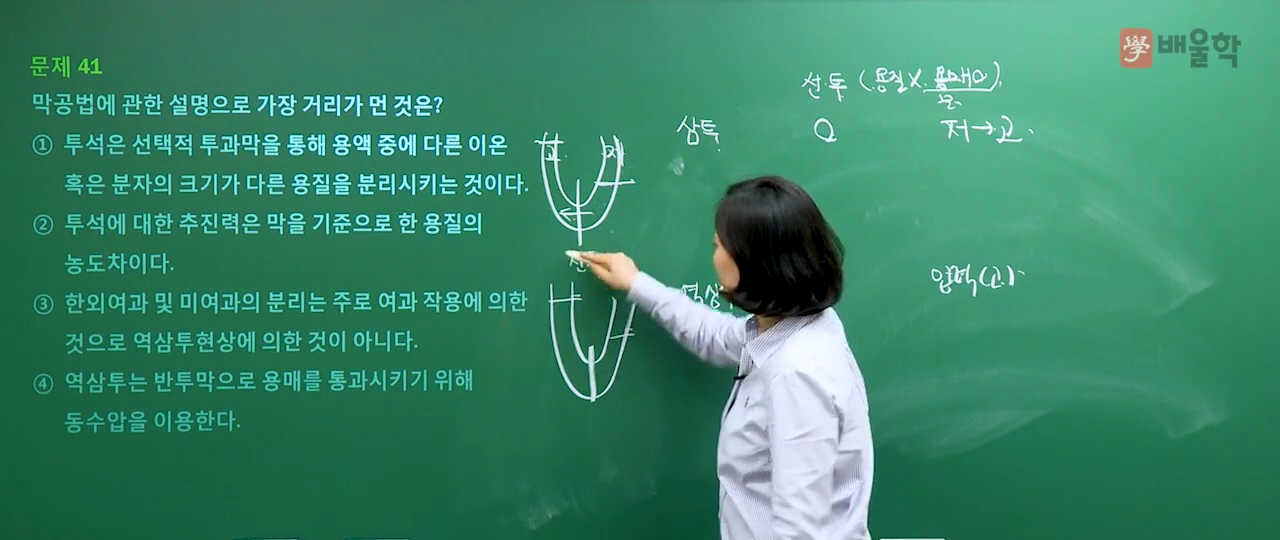 學 배울학
문제 41
막공법에 관한 설명으로 가장 거리가 먼 것은?
① 투석은 선택적 투과막을 통해 용액 중에 다른 이온
혹은 분자의 크기가 다른 용질을 분리시키는 것이다.
② 투석에 대한 추진력은 막을 기준으로 한 용질의
농도차이다.
③ 한외여과 및 미여과의 분리는 주로 여과 작용에 의한
것으로 역삼투현상에 의한 것이 아니다.
④ 역삼투는 반투막으로 용매를 통과시키기 위해
동수압을 이용한다.
선투 (용질X, 용매O)
물
삼투 O 저→고
고 저
역삼 압력(고)